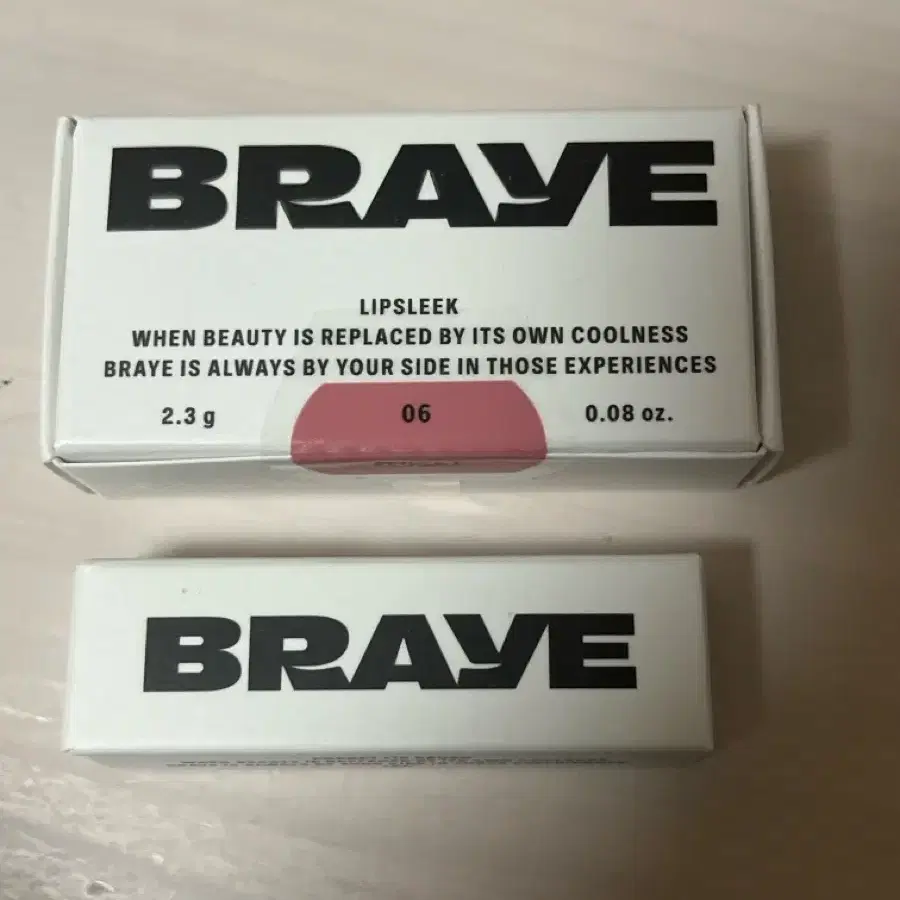 BRAYE
LIPSLEEK
WHEN BEAUTY IS REPLACED BY ITS OWN COOLNESS
BRAYE IS ALWAYS BY YOUR SIDE IN THOSE EXPERIENCES
2.3 g 06 0.08 oz.
BRAYE